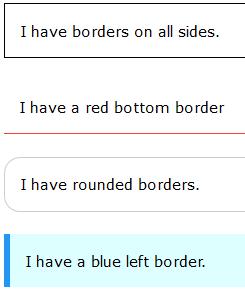 I have borders on all sides.
I have a red bottom border
I have rounded borders.
I have a blue left border.